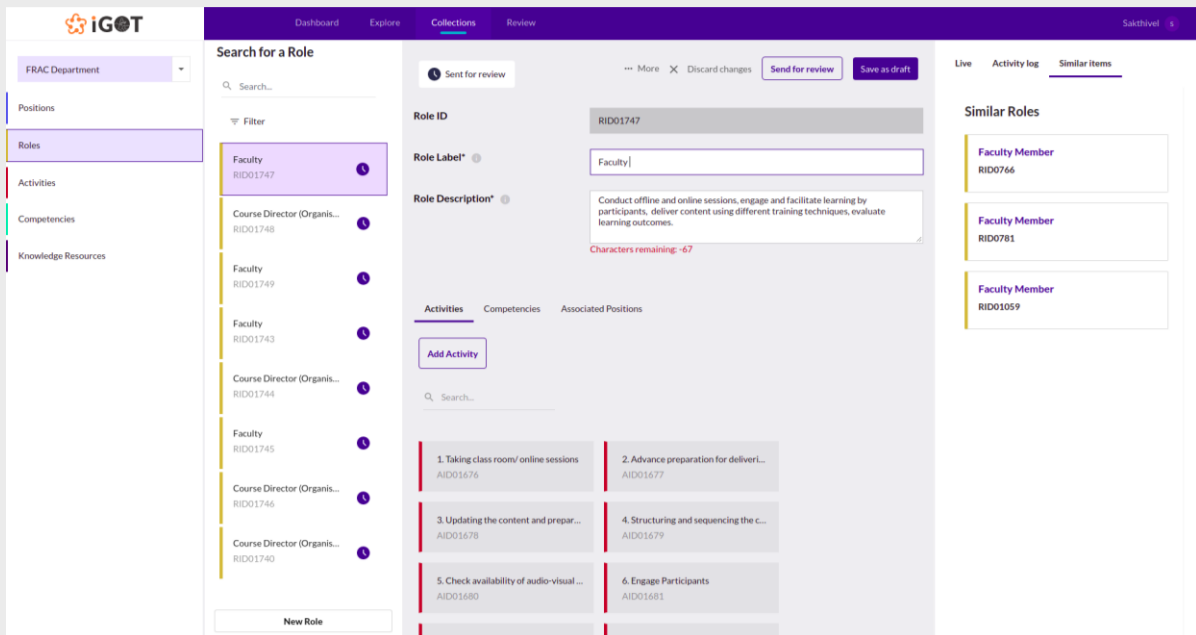 iGOT
Dashboard
Explore
Collections
Review
Sakthivel
s
FRAC Department
Positions
Roles
Activities
Competencies
Knowledge Resources
Search for a Role
Search...
Filter
Faculty
RID01747
Course Director (Organis...
RID01748
Faculty
RID01749
Faculty
RID01743
Course Director (Organis...
RID01744
Faculty
RID01745
Course Director (Organis...
RID01746
Course Director (Organis...
RID01740
New Role
Sent for review
••• More
Discard changes
Send for review
Save as draft
Role ID
RID01747
Role Label*
Faculty
Role Description*
Conduct offline and online sessions, engage and facilitate learning by
participants, deliver content using different training techniques, evaluate
learning outcomes.
Characters remaining: -67
Activities
Competencies
Associated Positions
Add Activity
Search...
1. Taking class room/ online sessions
AID01676
2. Advance preparation for deliveri...
AID01677
3. Updating the content and prepar...
AID01678
4. Structuring and sequencing the c...
AID01679
5. Check availability of audio-visual ...
AID01680
6. Engage Participants
AID01681
Live
Activity log
Similar items
Similar Roles
Faculty Member
RID0766
Faculty Member
RID0781
Faculty Member
RID01059